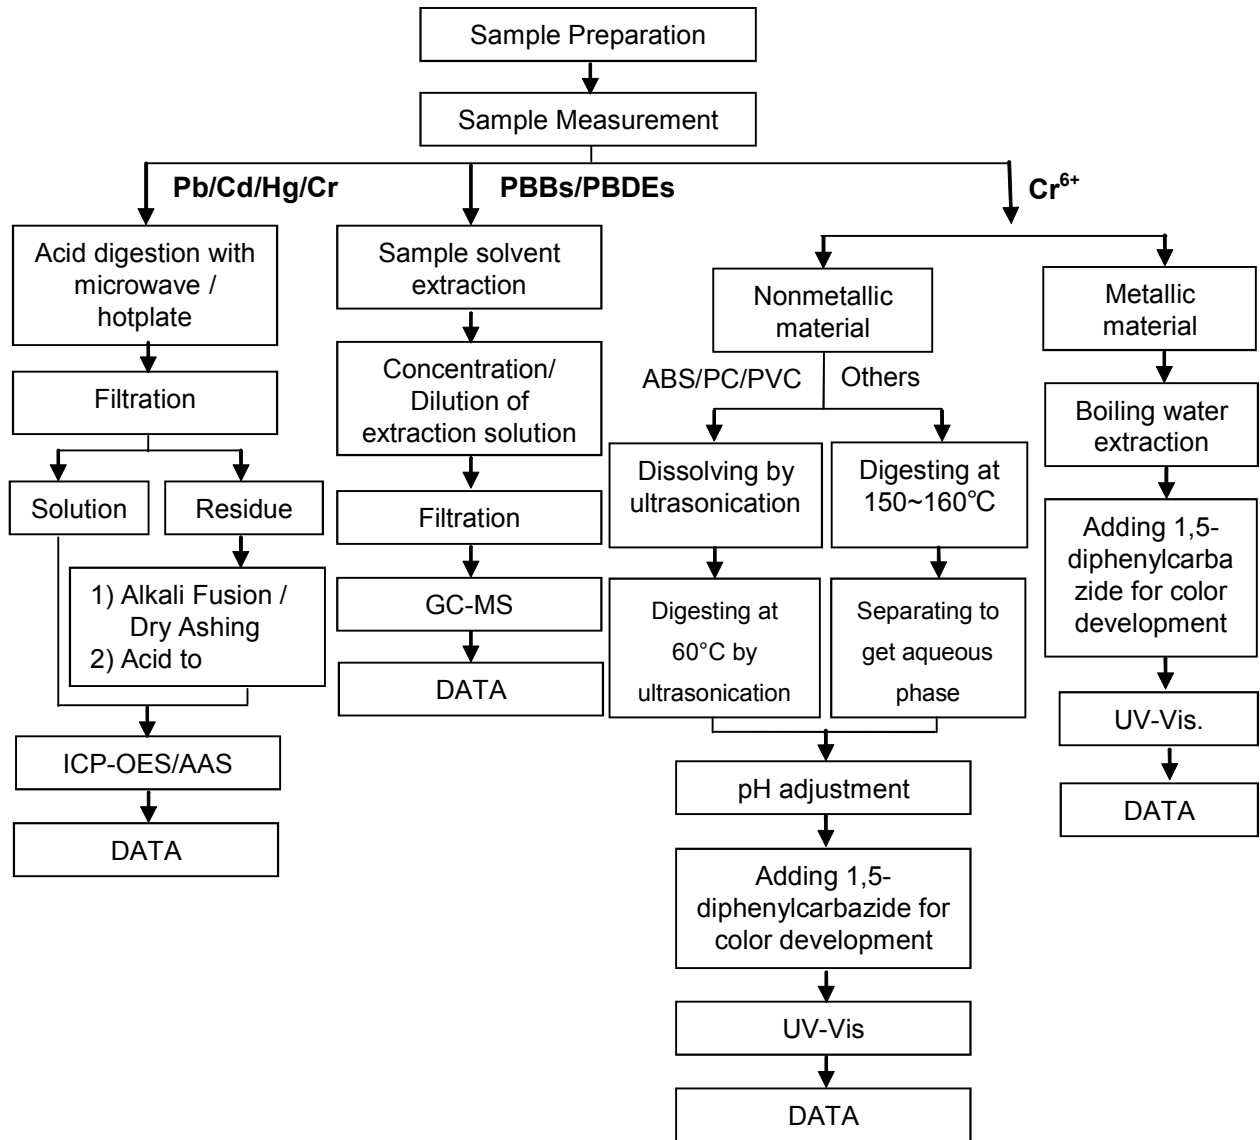 Sample Preparation
Sample Measurement
Pb/Cd/Hg/Cr
PBBs/PBDEs
Cr6+
Acid digestion with
microwave /
hotplate
Filtration
Solution
Residue
1) Alkali Fusion /
Dry Ashing
2) Acid to
ICP-OES/AAS
DATA
Sample solvent
extraction
Concentration/
Dilution of
extraction solution
Filtration
GC-MS
DATA
Nonmetallic
material
ABS/PC/PVC
Others
Dissolving by
ultrasonication
Digesting at
60°C by
ultrasonication
Digesting at
150~160℃
Separating to
get aqueous
phase
pH adjustment
Adding 1,5-
diphenylcarbazide for
color development
UV-Vis
DATA
Metallic
material
Boiling water
extraction
Adding 1,5-
diphenylcarba
zide for color
development
UV-Vis.
DATA